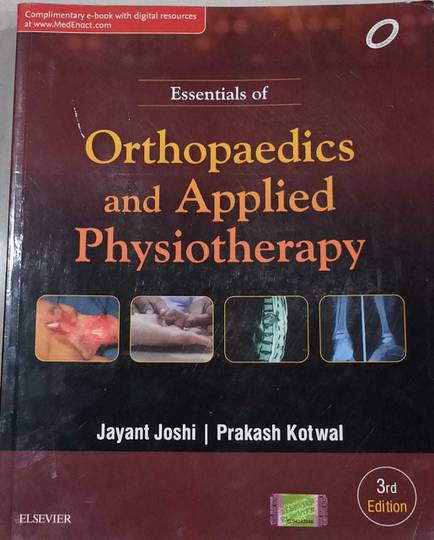 Complimentary e-book with digital resources
at www.MedEnact.com
Essentials of
Orthopaedics
and Applied
Physiotherapy
Jayant Joshi | Prakash Kotwal
3rd
Edition
ELSEVIER